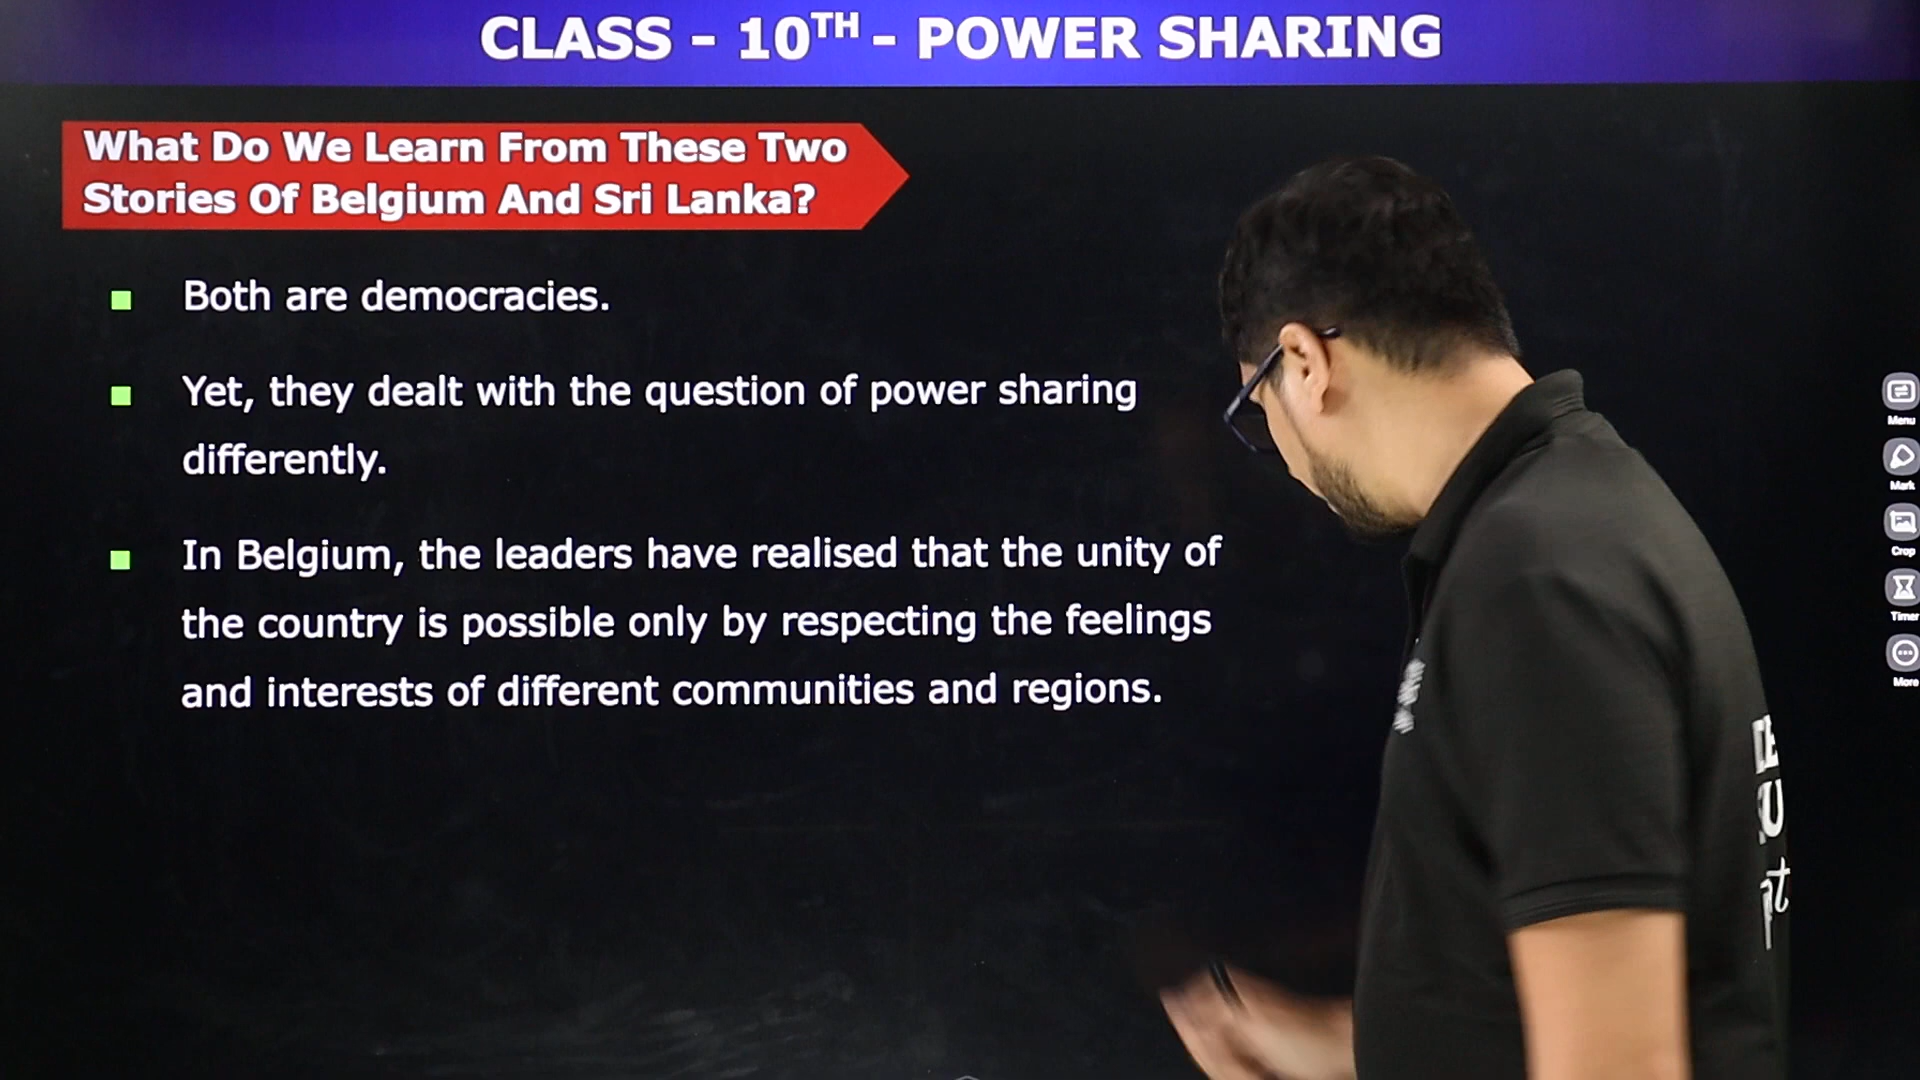 CLASS - 10TH - POWER SHARING
What Do We Learn From These Two
Stories Of Belgium And Sri Lanka?
Both are democracies.
Yet, they dealt with the question of power sharing
differently.
In Belgium, the leaders have realised that the unity of
the country is possible only by respecting the feelings
and interests of different communities and regions.
Menu
Mark
Crop
Timer
More